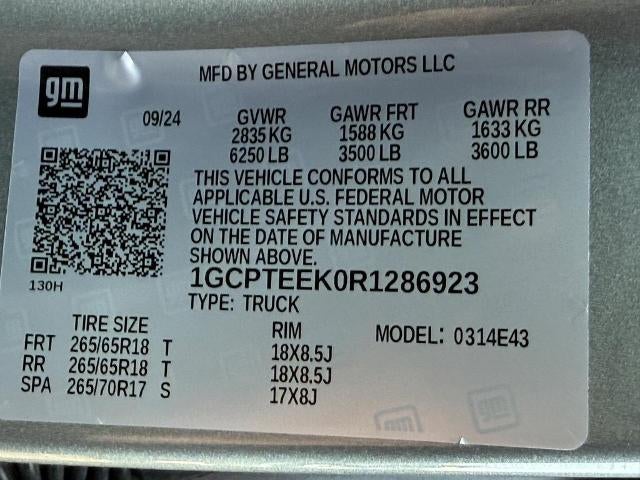 gm
MFD BY GENERAL MOTORS LLC
09/24 GVWR GAWR FRT GAWR RR
2835 KG 1588 KG 1633 KG
6250 LB 3500 LB 3600 LB
THIS VEHICLE CONFORMS TO ALL
APPLICABLE U.S. FEDERAL MOTOR
VEHICLE SAFETY STANDARDS IN EFFECT
ON THE DATE OF MANUFACTURE
SHOWN ABOVE.
130H
1GCPTEEK0R1286923
TYPE: TRUCK
TIRE SIZE RIM MODEL: 0314E43
FRT 265/65R18 T 18X8.5J
RR 265/65R18 T 18X8.5J
SPA 265/70R17 S 17X8J
gm
gm